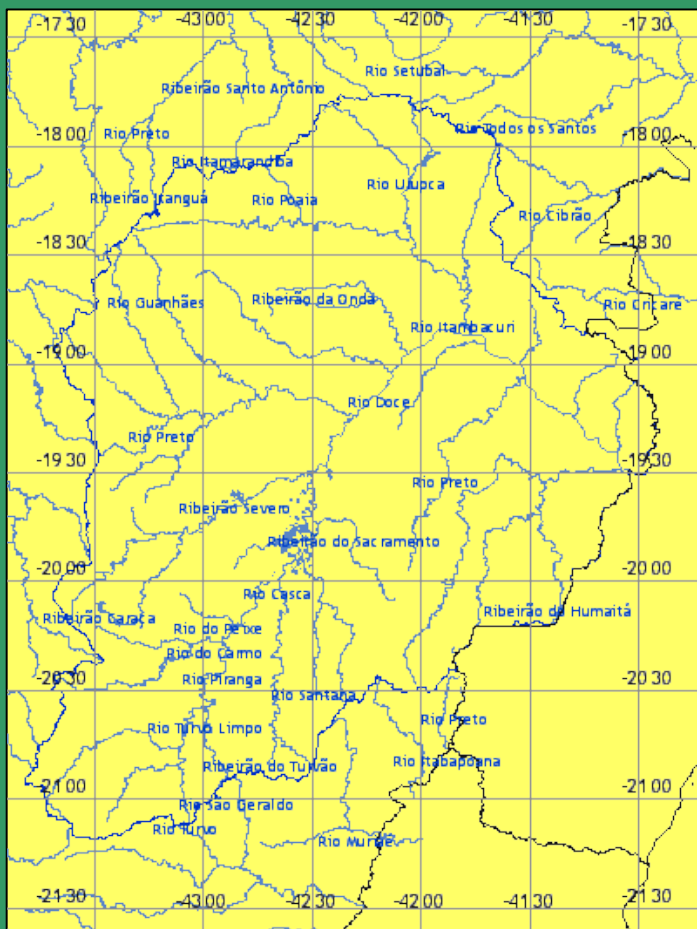 -17 30 -43 00 -42 30 -42 00 -41 30 -17 30
Rio Setubal
Ribeirão Santo Antônio
Rio Preto
Rio Todos os Santos
-18 00 -18 00
Rio Itamarandiba
Rio Urupca
Ribeirão Itanguá
Rio Poaia
Rio Cibrão
-18 30 -18 30
Rio Guanhães
Ribeirão da Onda
Rio Cricare
Rio Itambacuri
-19 00 -19 00
Rio Doce
Rio Preto
-19 30 -19 30
Rio Preto
Ribeirão Severo
Ribeirão do Sacramento
-20 00 -20 00
Rio Casca
Ribeirão Caraça
Ribeirão do Humaitá
Rio do Peixe
Rio do Carmo
Rio Piranga
-20 30 -20 30
Rio Santana
Rio Preto
Rio Turvo Limpo
Rio Itabapoana
Ribeirão do Turvão
-21 00 -21 00
Rio São Geraldo
Rio Turvo
Rio Muriaé
-21 30 -43 00 -42 30 -42 00 -41 30 -21 30